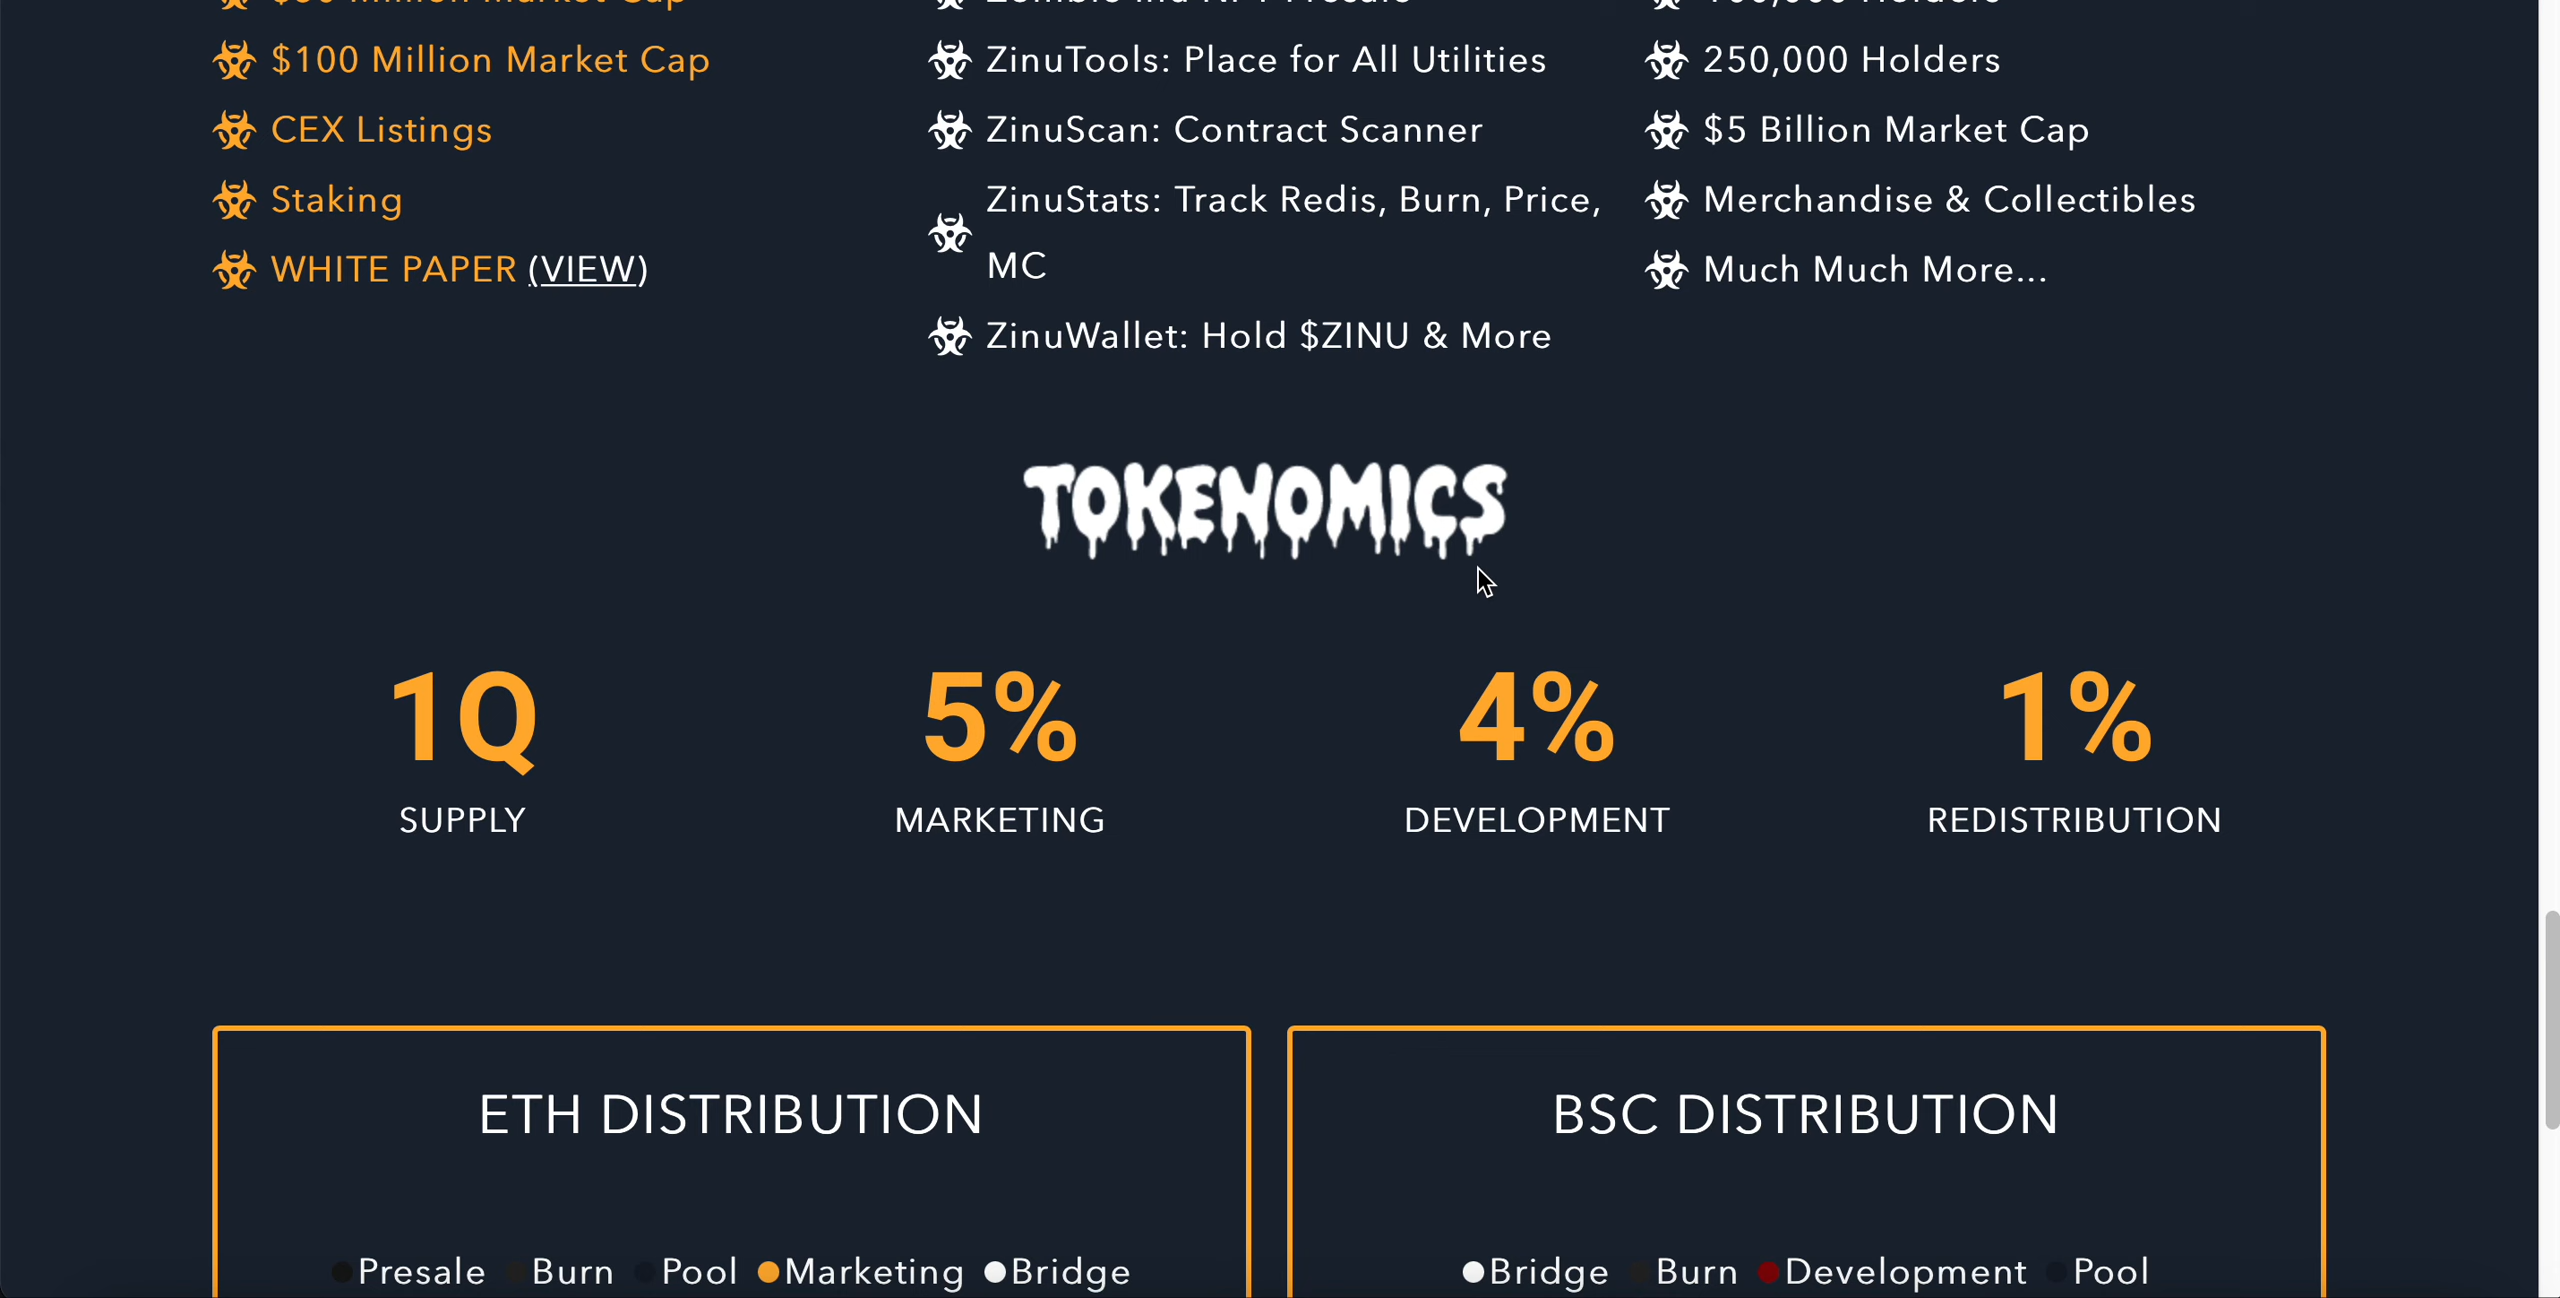 $100 Million Market Cap
CEX Listings
Staking
WHITE PAPER (VIEW)
ZinuTools: Place for All Utilities
ZinuScan: Contract Scanner
ZinuStats: Track Redis, Burn, Price,
MC
ZinuWallet: Hold $ZINU & More
250,000 Holders
$5 Billion Market Cap
Merchandise & Collectibles
Much Much More...
TOKENOMICS
1Q
SUPPLY
5%
MARKETING
4%
DEVELOPMENT
1%
REDISTRIBUTION
ETH DISTRIBUTION
Presale Burn Pool Marketing Bridge
BSC DISTRIBUTION
Bridge Burn Development Pool